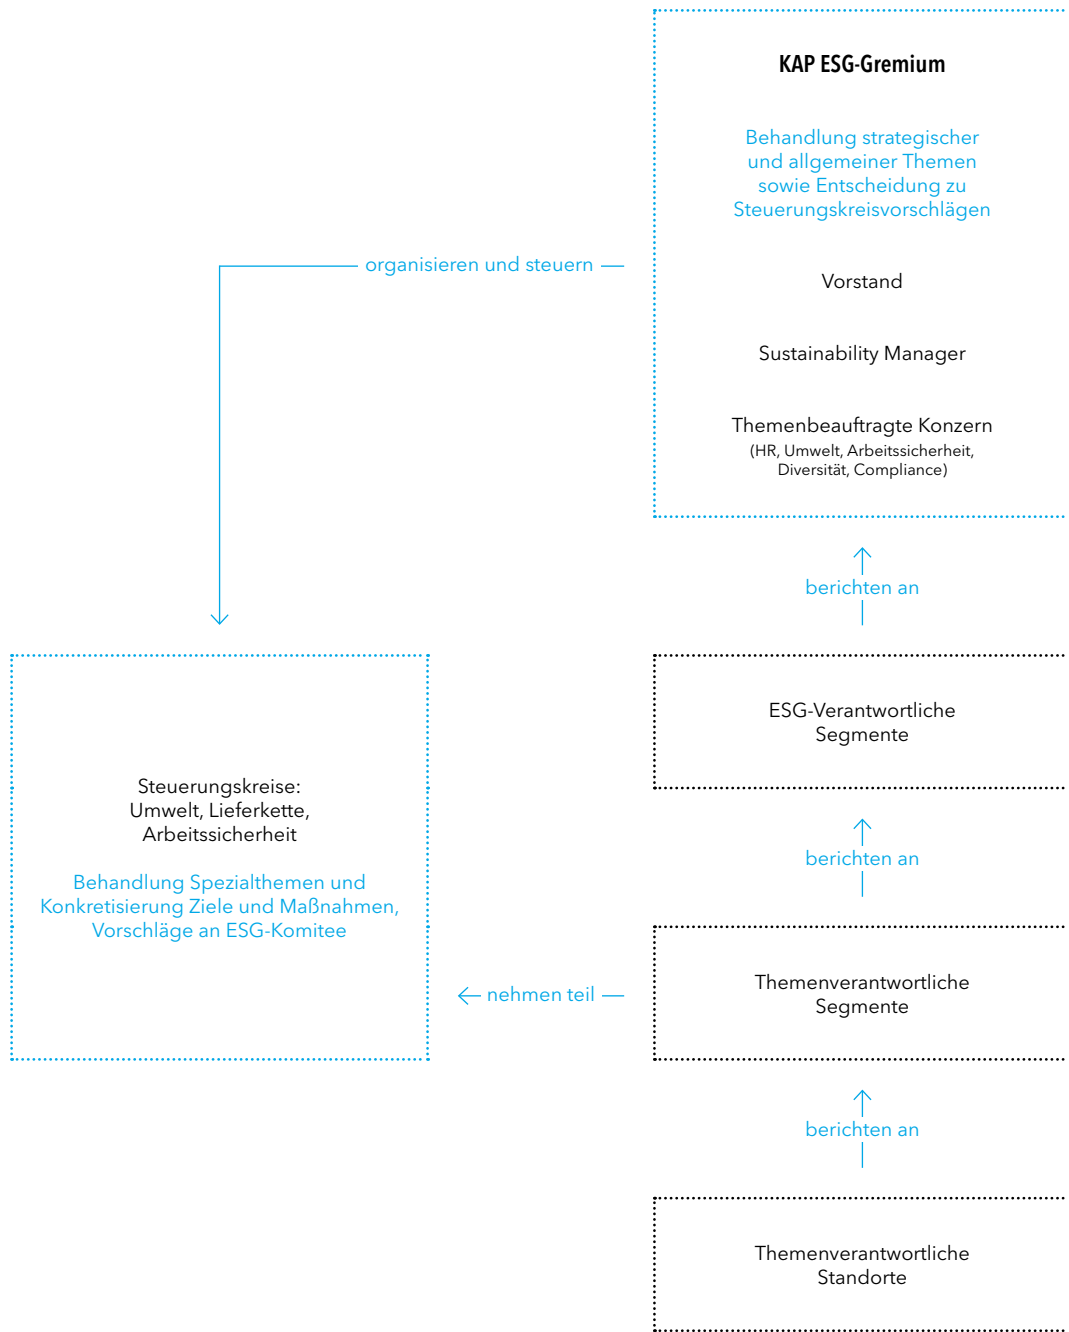 KAP ESG-Gremium
Behandlung strategischer
und allgemeiner Themen
sowie Entscheidung zu
Steuerungskreisvorschlägen
organisieren und steuern
Vorstand
Sustainability Manager
Themenbeauftragte Konzern
(HR, Umwelt, Arbeitssicherheit,
Diversität, Compliance)
berichten an
ESG-Verantwortliche
Segmente
Steuerungskreise:
Umwelt, Lieferkette,
Arbeitssicherheit
Behandlung Spezialthemen und
Konkretisierung Ziele und Maßnahmen,
Vorschläge an ESG-Komitee
berichten an
Themenverantwortliche
Segmente
nehmen teil
berichten an
Themenverantwortliche
Standorte